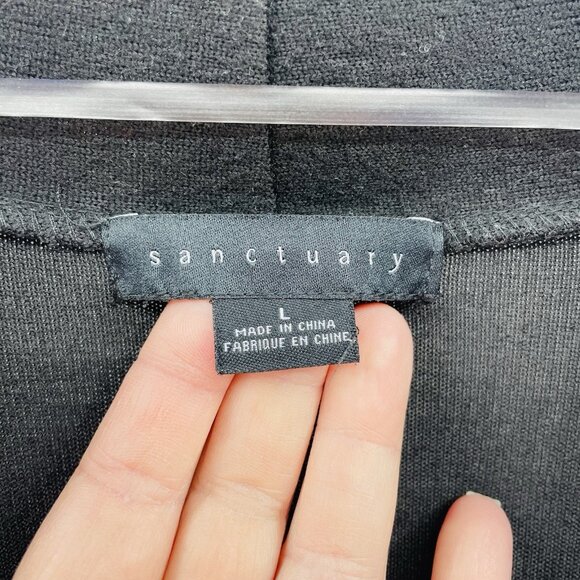 sanctuary
L
MADE IN CHINA
FABRIQUE EN CHINE